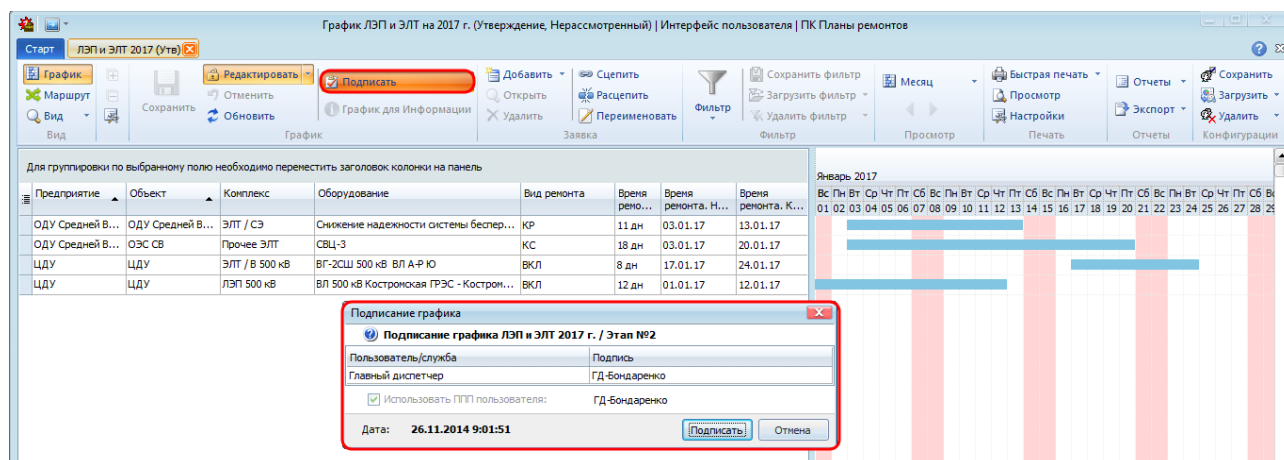 График ЛЭП и ЭЛТ на 2017 г. (Утверждение, Нерассмотренный) | Интерфейс пользователя | ПК Планы ремонтов
Старт ЛЭП и ЭЛТ 2017 (Утв)
График Редактировать Подписать Добавить Сцепить Сохранить фильтр Месяц Быстрая печать Отчеты Сохранить
Маршрут Сохранить Отменить График для Информации Открыть Расцепить Фильтр Загрузить фильтр Просмотр Экспорт Загрузить
Вид Обновить Удалить Переименовать Удалить фильтр Настройки Удалить
Вид График Заявка Фильтр Просмотр Печать Отчеты Конфигурации
Для группировки по выбранному полю необходимо переместить заголовок колонки на панель
Январь 2017
Предприятие Объект Комплекс Оборудование Вид ремонта Время ремо... Время ремонта. Н... Время ремонта. К...
Вс Пн Вт Ср Чт Пт Сб Вс Пн Вт Ср Чт Пт Сб Вс Пн Вт Ср Чт Пт Сб Вс Пн Вт Ср Чт Пт Сб Вс
01 02 03 04 05 06 07 08 09 10 11 12 13 14 15 16 17 18 19 20 21 22 23 24 25 26 27 28 29
ОДУ Средней В... ОДУ Средней В... ЭЛТ / СЭ Снижение надежности системы беспер... КР 11 дн 03.01.17 13.01.17
ОДУ Средней В... ОЭС СВ Прочее ЭЛТ СВЦ-3 КС 18 дн 03.01.17 20.01.17
ЦДУ ЦДУ ЭЛТ / В 500 кВ ВГ-2СШ 500 кВ ВЛ А-Р Ю ВКЛ 8 дн 17.01.17 24.01.17
ЦДУ ЦДУ ЛЭП 500 кВ ВЛ 500 кВ Костромская ГРЭС - Костром... ВКЛ 12 дн 01.01.17 12.01.17
Подписание графика
Подписание графика ЛЭП и ЭЛТ 2017 г. / Этап №2
Пользователь/служба Подпись
Главный диспетчер ГД-Бондаренко
Использовать ППП пользователя: ГД-Бондаренко
Дата: 26.11.2014 9:01:51 Подписать Отмена